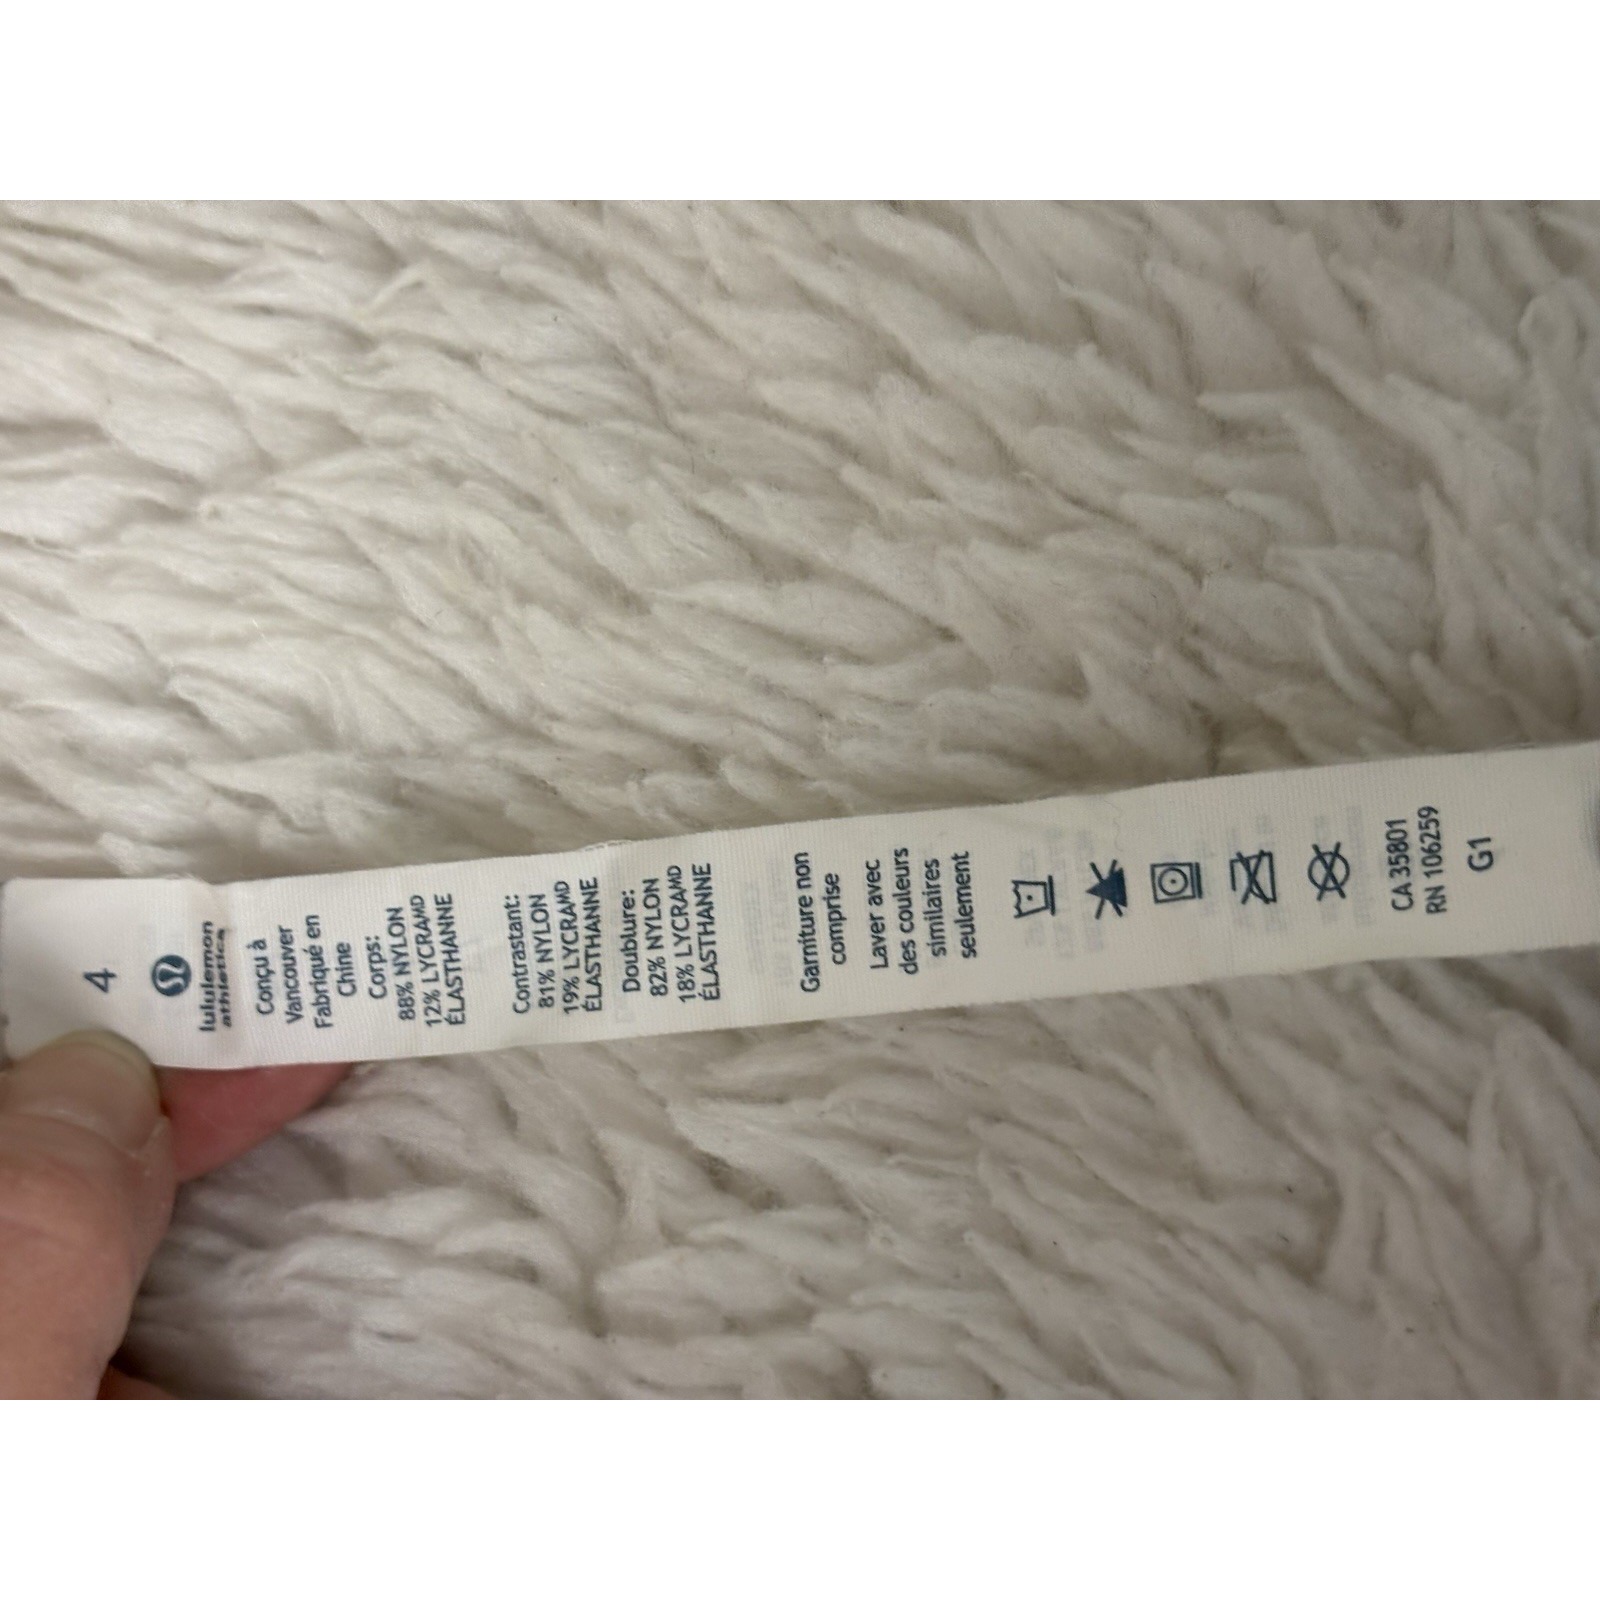 4
lululemon
athletica
Conçu à
Vancouver
Fabriqué en
Chine
Corps:
88% NYLON
12% LYCRAMD
ÉLASTHANNE
Contrastant:
81% NYLON
19% LYCRAMD
ÉLASTHANNE
Doublure:
82% NYLON
18% LYCRAMD
ÉLASTHANNE
Garniture non
comprise
Laver avec
des couleurs
similaires
seulement
CA 35801
RN 106259
G1